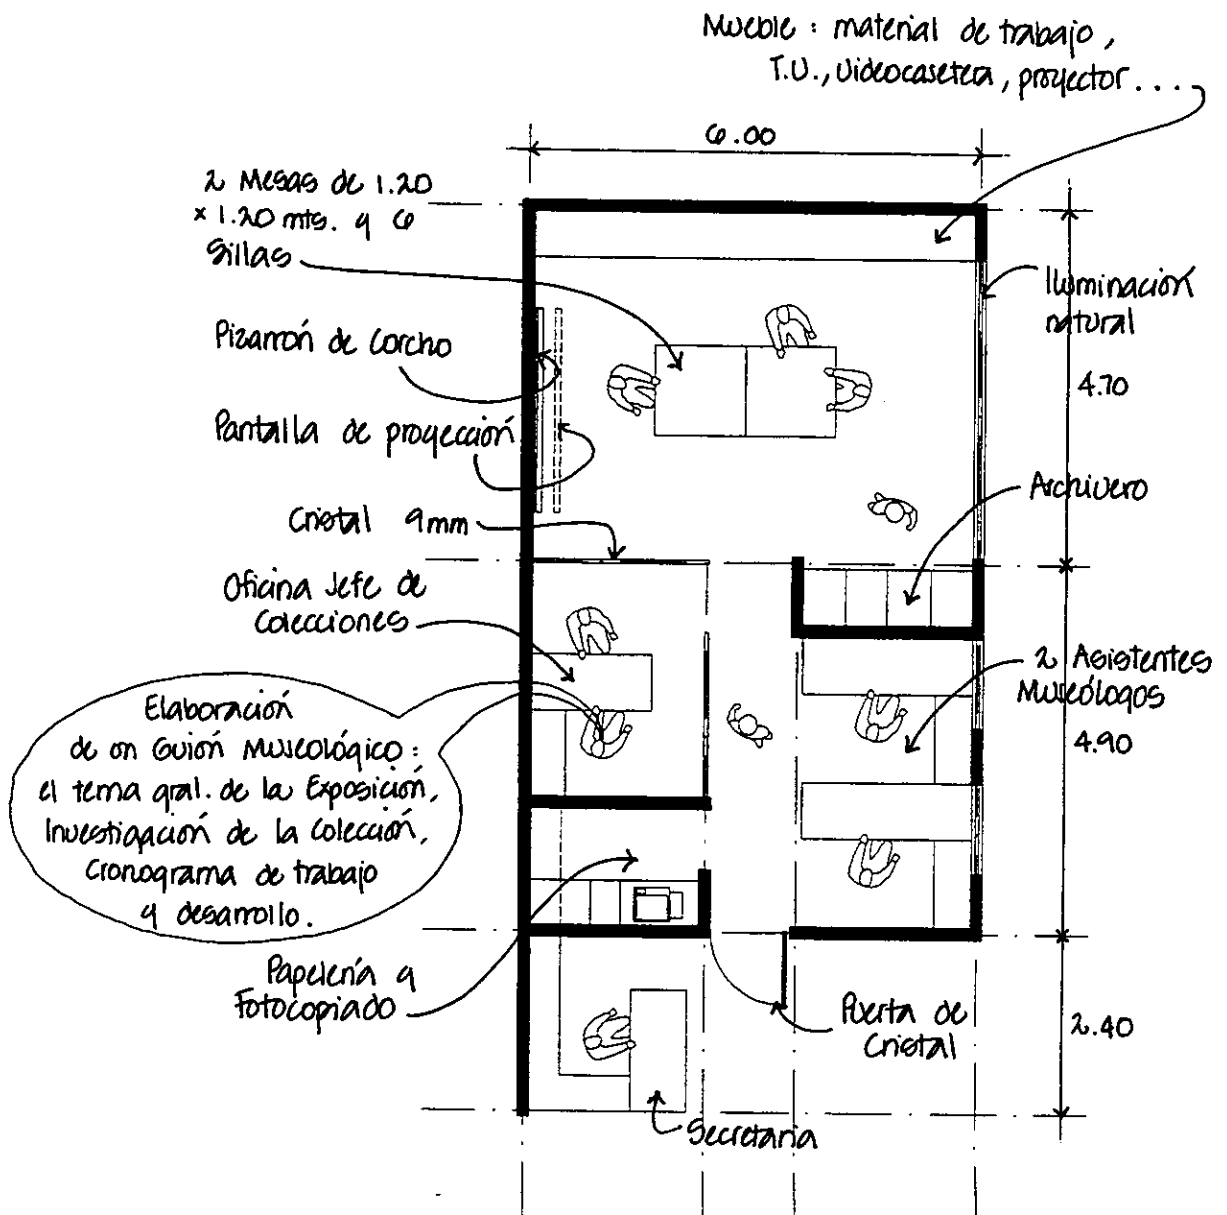 Mueble : material de trabajo ,
T.V., videocasetera, proyector ....
6.00
2 Mesas de 1.20
x 1.20 mts. y 6
Sillas
Iluminación
natural
Pizarrón de Corcho
4.70
Pantalla de proyección
Archivero
Cristal 9mm
Oficina Jefe de
Colecciones
2 Asistentes
Museólogos
Elaboración
de un Guión Museológico :
el tema gral. de la Exposición,
Investigación de la Colección,
Cronograma de trabajo
y desarrollo.
4.90
Papelería y
Fotocopiado
Puerta de
Cristal
2.40
Secretaria